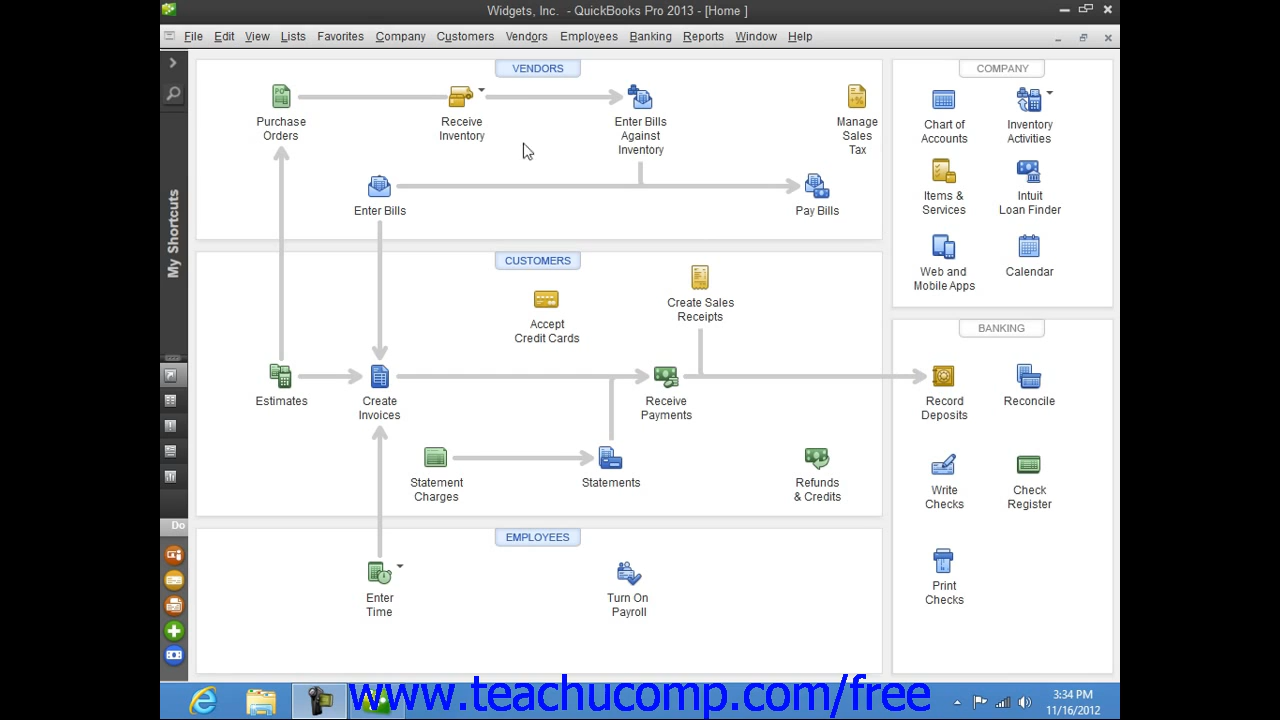 Widgets, Inc. - QuickBooks Pro 2013 - [Home ]
File Edit View Lists Favorites Company Customers Vendors Employees Banking Reports Window Help
My Shortcuts
Do
VENDORS
Purchase
Orders
Receive
Inventory
Enter Bills
Against
Inventory
Manage
Sales
Tax
Enter Bills
Pay Bills
CUSTOMERS
Accept
Credit Cards
Create Sales
Receipts
Estimates
Create
Invoices
Receive
Payments
Statement
Charges
Statements
Refunds
& Credits
EMPLOYEES
Enter
Time
Turn On
Payroll
COMPANY
Chart of
Accounts
Inventory
Activities
Items &
Services
Intuit
Loan Finder
Web and
Mobile Apps
Calendar
BANKING
Record
Deposits
Reconcile
Write
Checks
Check
Register
Print
Checks
www.teachucomp.com/free
3:34 PM
11/16/2012